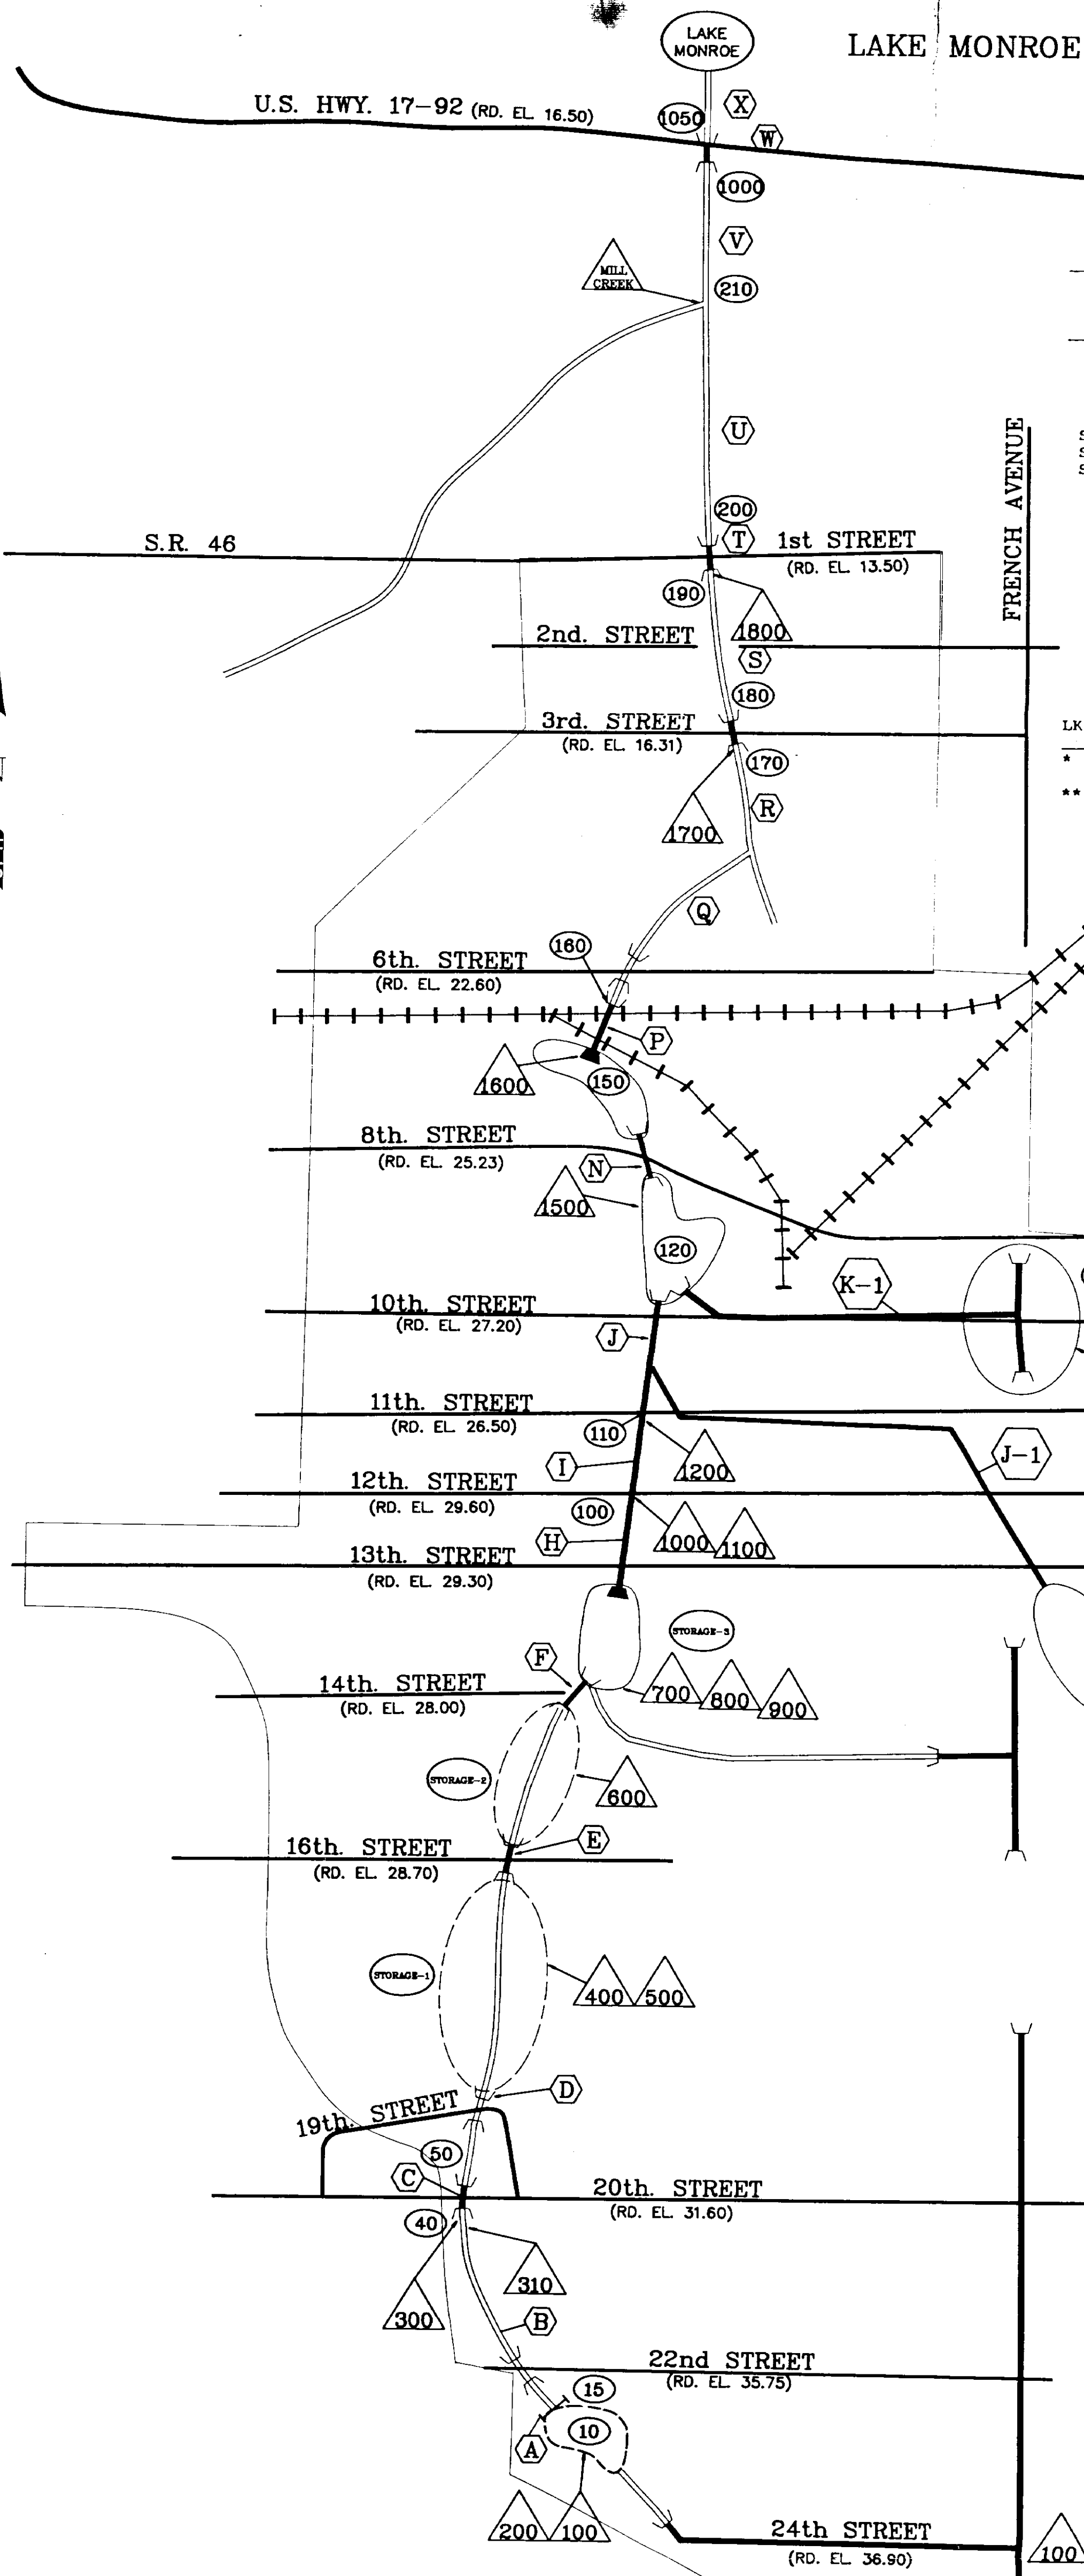 LAKE
MONROE
LAKE MONROE
U.S. HWY. 17-92 (RD. EL. 16.50)
1050
X
W
1000
V
MILL
CREEK
210
U
FRENCH AVENUE
S
S
S
200
S.R. 46
T
1st STREET
(RD. EL. 13.50)
190
1800
2nd. STREET
S
180
3rd. STREET
(RD. EL. 16.31)
LK
*
170
**
R
1700
Q
160
6th. STREET
(RD. EL. 22.60)
P
1600
150
8th. STREET
(RD. EL. 25.23)
N
1500
120
K-1
10th. STREET
(RD. EL. 27.20)
J
11th. STREET
(RD. EL. 26.50)
110
J-1
I
1200
12th. STREET
(RD. EL. 29.60)
100
H
1000
1100
13th. STREET
(RD. EL. 29.30)
STORAGE-3
F
14th. STREET
(RD. EL. 28.00)
700
800
900
STORAGE-2
600
16th. STREET
(RD. EL. 28.70)
E
STORAGE-1
400
500
D
19th. STREET
50
C
20th. STREET
(RD. EL. 31.60)
40
310
300
B
22nd STREET
(RD. EL. 35.75)
15
10
A
200
100
24th STREET
(RD. EL. 36.90)
100